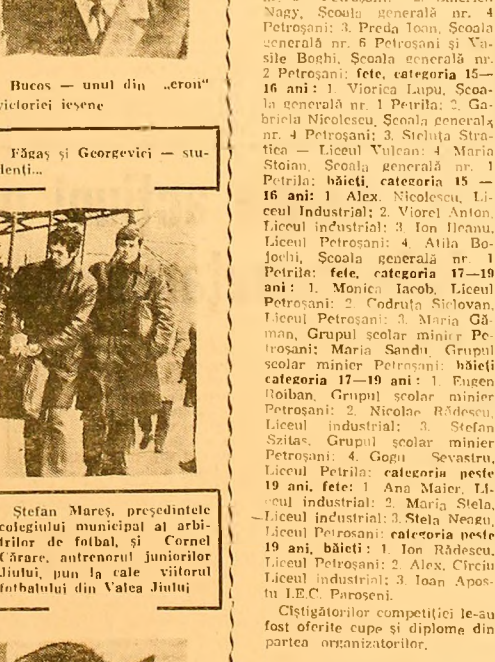 Bucos — unul din „eroii"
victoriei ieșene
Făgaș și Georgevici — stu-
denți...
Ștefan Mareș, președintele
colegiului municipal al arbi-
trilor de fotbal, și Cornel
Cărare, antrenorul juniorilor
Jiului, pun la cale viitorul
fotbalului din Valea Jiului
Nagy, Școala generală nr. 4
Petroșani: 3. Preda Ioan, Școala
generală nr. 6 Petroșani și Va-
sile Boghi, Școala generală nr.
2 Petroșani; fete, categoria 15—
16 ani: 1. Viorica Lupu, Școa-
la generală nr. 1 Petrila; 2. Ga-
briela Nicolescu, Școala generală
nr. 4 Petroșani; 3. Steluța Stra-
tica — Liceul Vulcan; 4 Maria
Stoian, Școala generală nr. 1
Petrila; băieți, categoria 15 —
16 ani: 1 Alex. Nicolescu, Li-
ceul Industrial; 2. Viorel Anton,
Liceul industrial; 3. Ion Ileanu,
Liceul Petroșani; 4. Atila Bo-
jochi, Școala generală nr. 1
Petrila; fete, categoria 17—19
ani: 1. Monica Iacob, Liceul
Petroșani; 2. Codruța Siclovan,
Liceul Petroșani; 3. Maria Gă-
man, Grupul școlar minier Pe-
troșani; Maria Sandu, Grupul
școlar minier Petroșani; băieți
categoria 17—19 ani: 1. Eugen
Roiban, Grupul școlar minier
Petroșani; 2. Nicolae Rădescu,
Liceul industrial; 3. Ștefan
Szitas, Grupul școlar minier
Petroșani; 4. Gogu Sevastru,
Liceul Petrila; categoria peste
19 ani, fete: 1 Ana Maier, Li-
ceul industrial; 2. Maria Stela,
Liceul industrial; 3. Stela Neagu,
Liceul Petroșani; categoria peste
19 ani, băieți: 1. Ion Rădescu,
Liceul Petroșani; 2. Alex. Cîrciu
Liceul industrial; 3. Ioan Apos-
tu I.E.C. Paroșeni.
Cîștigătorilor competiției le-au
fost oferite cupe și diplome din
partea organizatorilor.